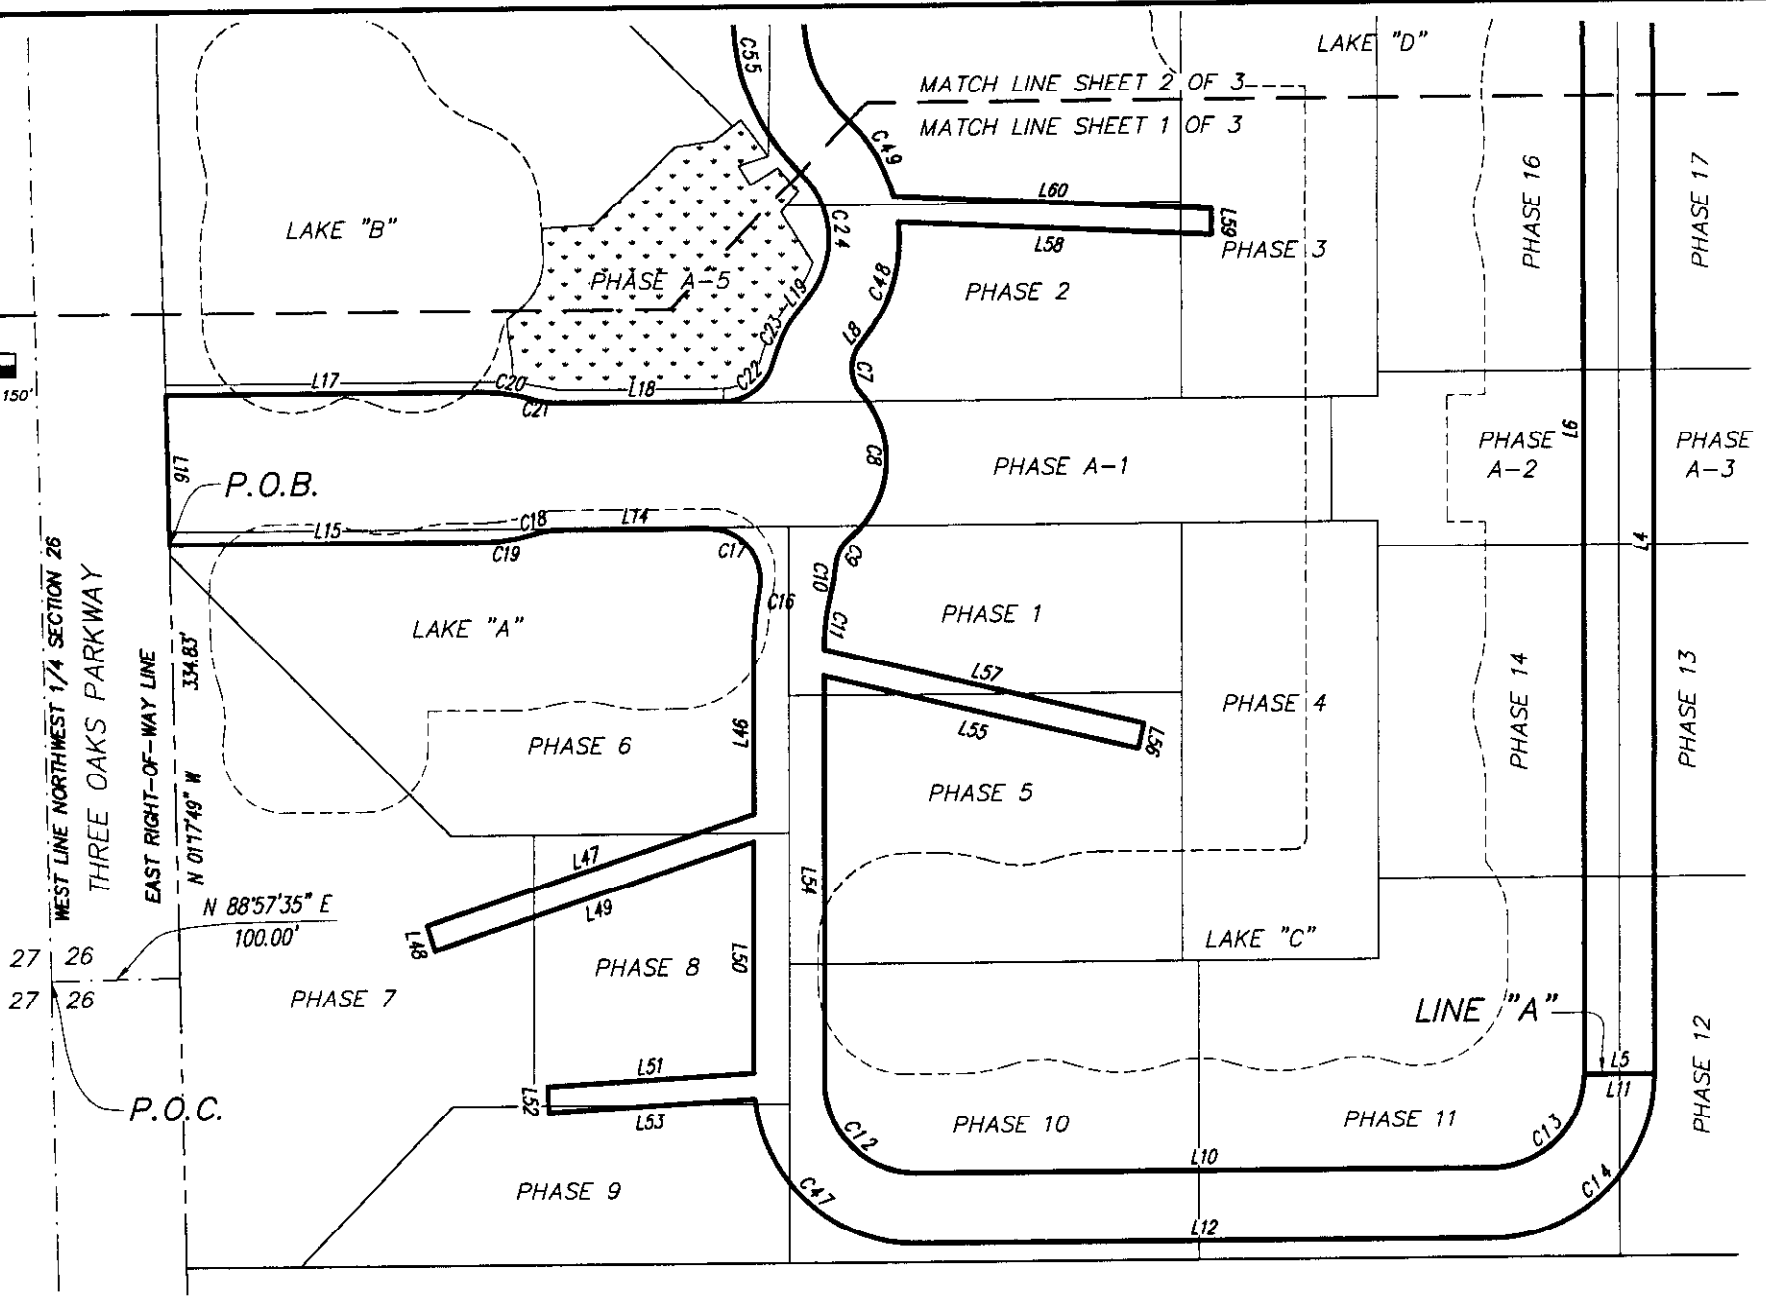 LAKE "D"
C55
MATCH LINE SHEET 2 OF 3
MATCH LINE SHEET 1 OF 3
C49
L60
L59
PHASE 16
PHASE 17
LAKE "B"
C24
L58
PHASE 3
PHASE A-5
L19
C48
PHASE 2
C23
L8
150'
L17
C20
L18
C22
C7
C21
L16
P.O.B.
C8
PHASE A-1
PHASE
A-2
PHASE
A-3
L15
C18
L14
C19
C17
C9
L4
WEST LINE NORTHWEST 1/4 SECTION 26
THREE OAKS PARKWAY
EAST RIGHT-OF-WAY LINE
334.83'
N 01°17'49" W
LAKE "A"
C16
C10
C11
PHASE 1
L57
L55
L56
PHASE 4
PHASE 14
PHASE 13
PHASE 6
L46
PHASE 5
L47
L49
L48
L54
N 88°57'35" E
100.00'
27 26
27 26
PHASE 7
PHASE 8
L50
LAKE "C"
LINE "A"
PHASE 12
P.O.C.
L51
L52
L53
L5
L11
C12
PHASE 10
PHASE 11
C13
L10
PHASE 9
C47
C14
L12